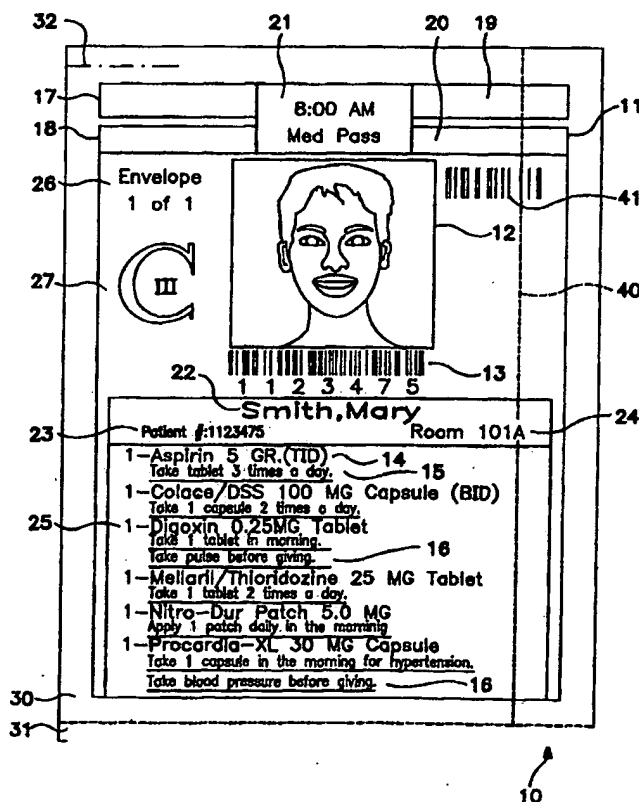 32
21
20
19
17
8:00 AM
11
18
Med Pass
26
Envelope
1 of 1
41
12
27
C III
40
13
1 1 2 3 4 7 5
22
Smith,Mary
23
Patient #:1123475
Room 101A
24
1-Aspirin 5 GR.(TID)
14
Take tablet 3 times a day.
15
1-Colace/DSS 100 MG Capsule (BID)
Take 1 capsule 2 times a day.
25
1-Digoxin 0.25MG Tablet
Take 1 tablet in morning.
Take pulse before giving.
16
1-Mellaril/Thioridozine 25 MG Tablet
Take 1 tablet 2 times a day.
1-Nitro-Dur Patch 5.0 MG
Apply 1 patch daily in the morninig
1-Procardia-XL 30 MG Capsule
Take 1 capsule in the morning for hypertension.
Take blood pressure before giving.
16
30
31
10